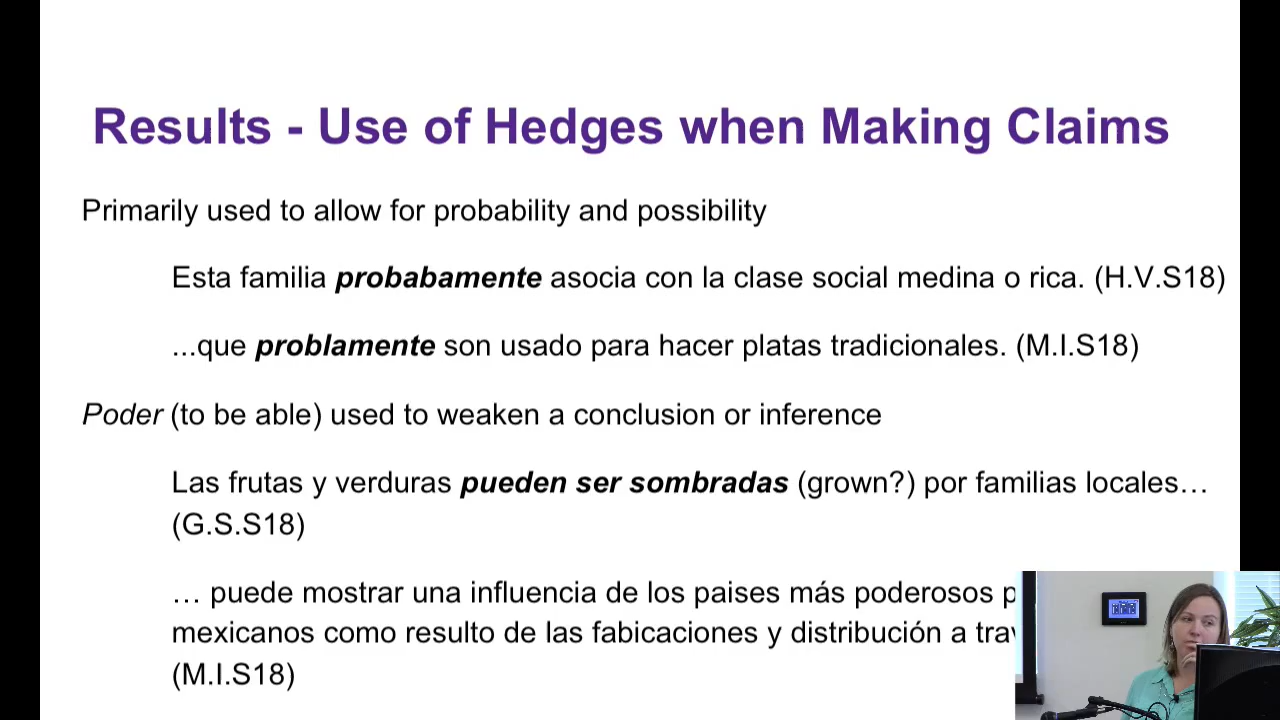 Results - Use of Hedges when Making Claims
Primarily used to allow for probability and possibility
Esta familia probabamente asocia con la clase social medina o rica. (H.V.S18)
...que problamente son usado para hacer platas tradicionales. (M.I.S18)
Poder (to be able) used to weaken a conclusion or inference
Las frutas y verduras pueden ser sombradas (grown?) por familias locales…
(G.S.S18)
… puede mostrar una influencia de los paises más poderosos
mexicanos como resulto de las fabicaciones y distribución a
(M.I.S18)